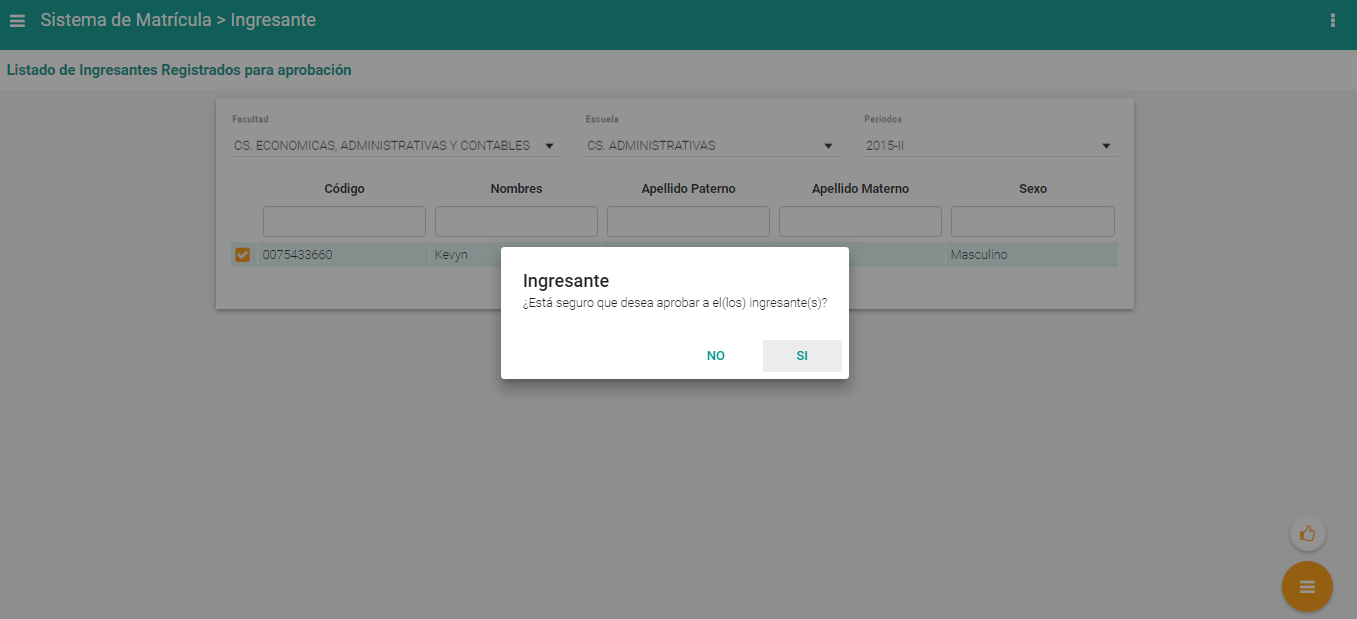 Sistema de Matrícula > Ingresante
Listado de Ingresantes Registrados para aprobación
Facultad Escuela Periodos
CS. ECONOMICAS, ADMINISTRATIVAS Y CONTABLES CS. ADMINISTRATIVAS 2015-II
Código Nombres Apellido Paterno Apellido Materno Sexo
0075433660 Kevyn Masculino
Ingresante
¿Está seguro que desea aprobar a el(los) ingresante(s)?
NO SI